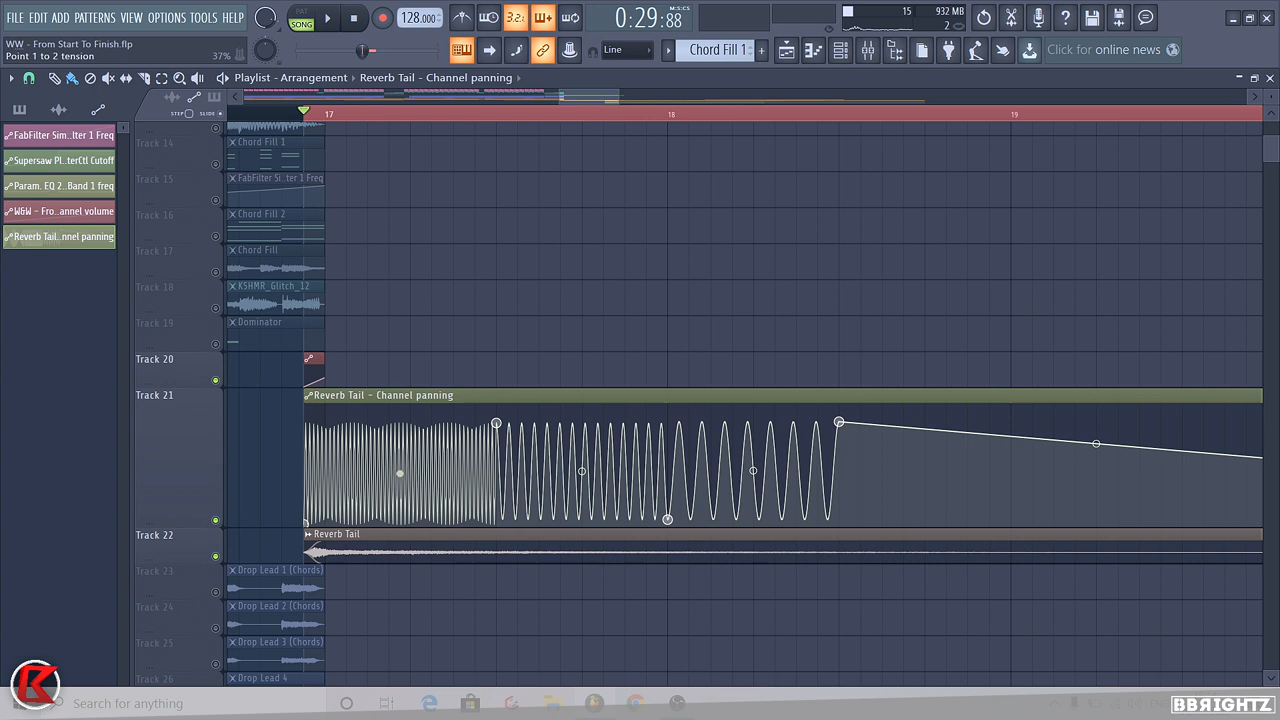 FILE EDIT ADD PATTERNS VIEW OPTIONS TOOLS HELP
WW - From Start To Finish.flp
Point 1 to 2 tension
37%
PAT
SONG
128.000
3.2.
0:29:88
15
932 MB
2
Line
Chord Fill 1
Click for online news
Playlist - Arrangement
Reverb Tail - Channel panning
STEP
SLIDE
17
18
19
FabFilter Sim...lter 1 Freq
Supersaw Pl..terCtl Cutoff
Param. EQ 2..Band 1 freq
W&W - Fro..annel volume
Reverb Tail..nnel panning
Track 14
Chord Fill 1
Track 15
FabFilter Si..ter 1 Freq
Track 16
Chord Fill 2
Track 17
Chord Fill
Track 18
KSHMR_Glitch_12
Track 19
Dominator
Track 20
Track 21
Reverb Tail - Channel panning
Track 22
Reverb Tail
Track 23
Drop Lead 1 (Chords)
Track 24
Drop Lead 2 (Chords)
Track 25
Drop Lead 3 (Chords)
Track 26
Drop Lead 4
Search for anything
BBRIGHTZ